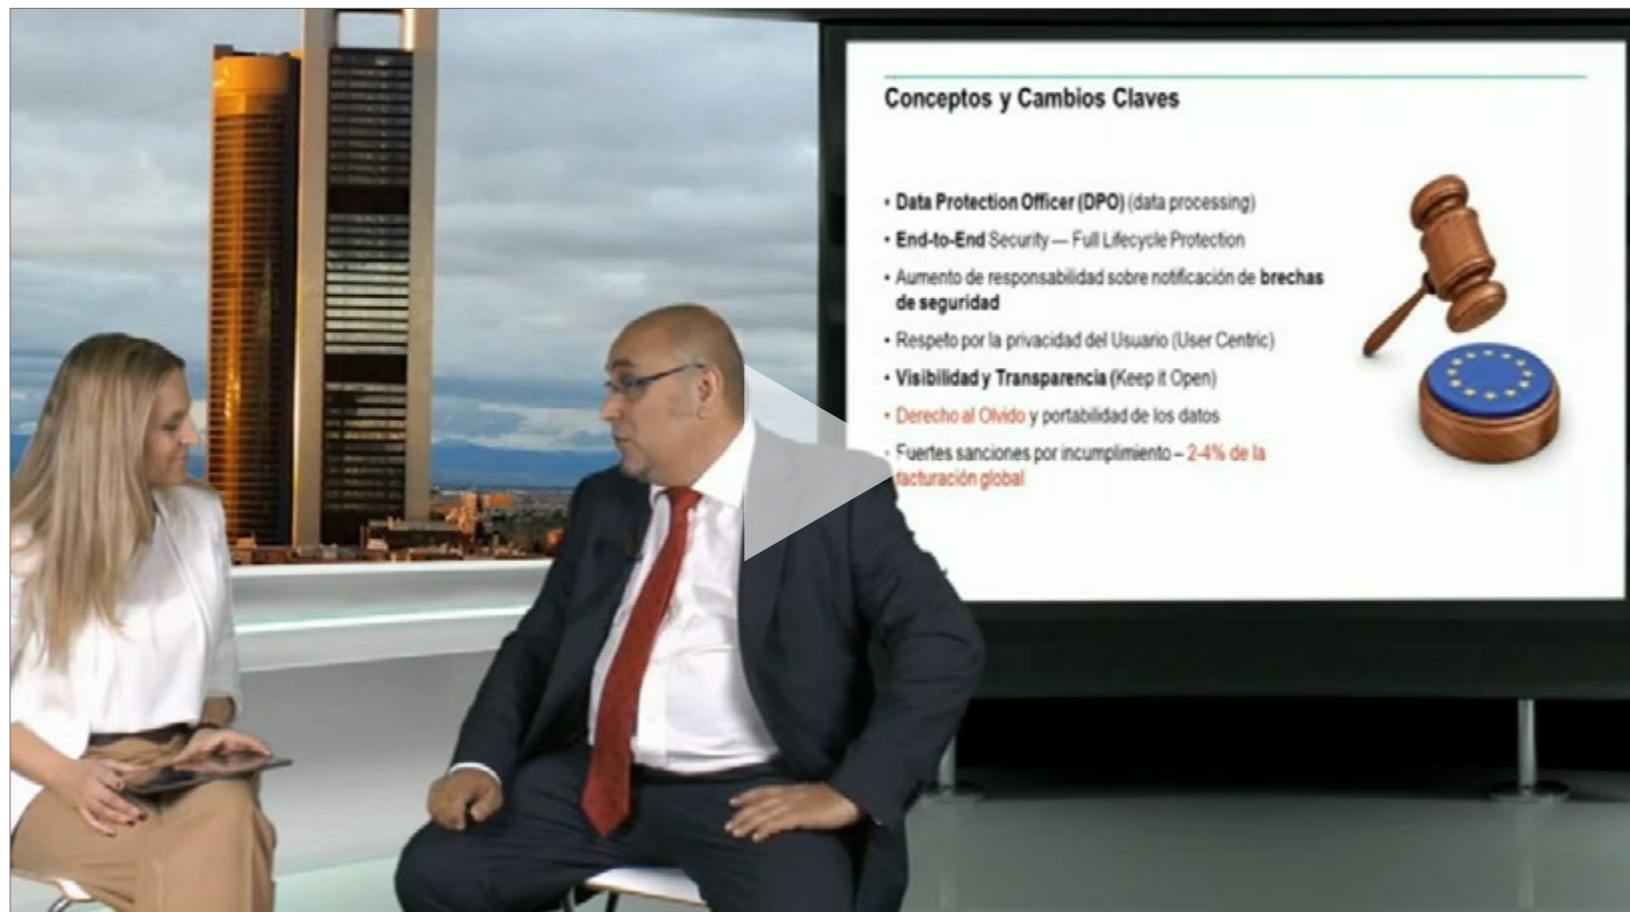 Conceptos y Cambios Claves
• Data Protection Officer (DPO) (data processing)
• End-to-End Security — Full Lifecycle Protection
• Aumento de responsabilidad sobre notificación de brechas
de seguridad
• Respeto por la privacidad del Usuario (User Centric)
• Visibilidad y Transparencia (Keep it Open)
• Derecho al Olvido y portabilidad de los datos
• Fuertes sanciones por incumplimiento – 2-4% de la
facturación global